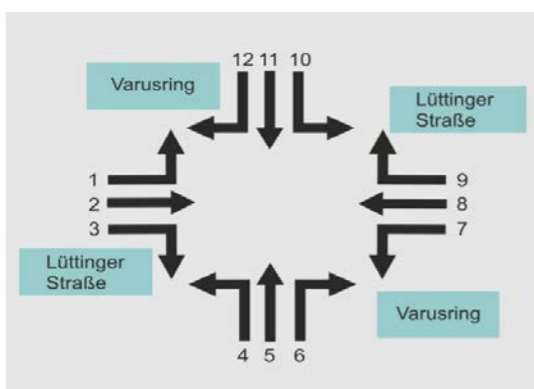 12 11 10
Varusring
Lüttinger
Straße
1
2
3
9
8
7
Lüttinger
Straße
Varusring
4 5 6